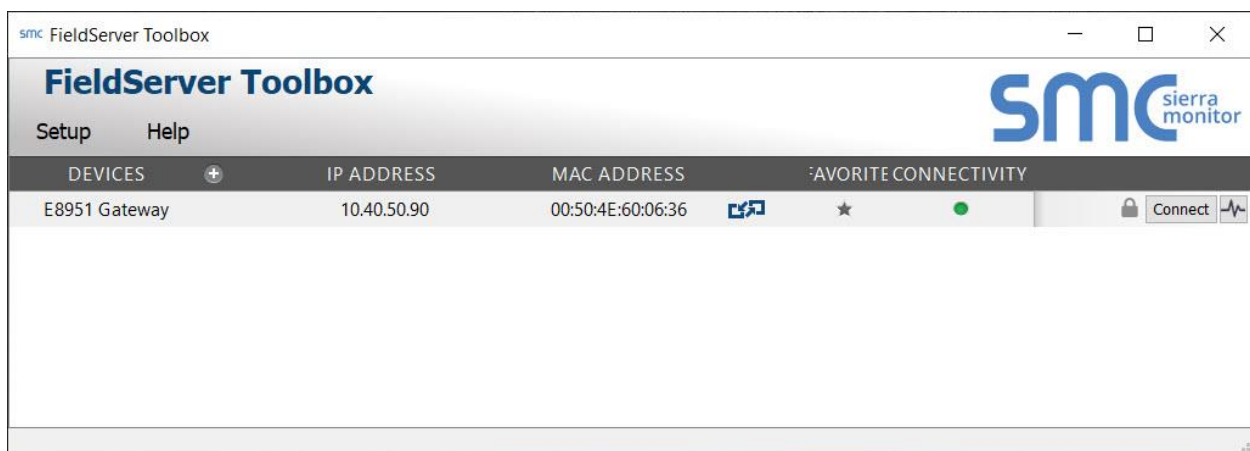 smc FieldServer Toolbox
FieldServer Toolbox
smc sierra monitor
Setup Help
DEVICES IP ADDRESS MAC ADDRESS FAVORITE CONNECTIVITY
E8951 Gateway 10.40.50.90 00:50:4E:60:06:36 Connect